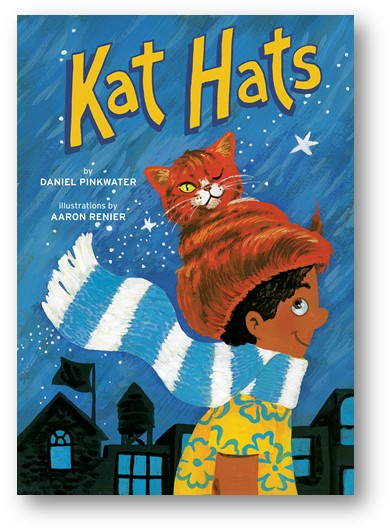 Kat Hats
by
DANIEL PINKWATER
illustrations by
AARON RENIER